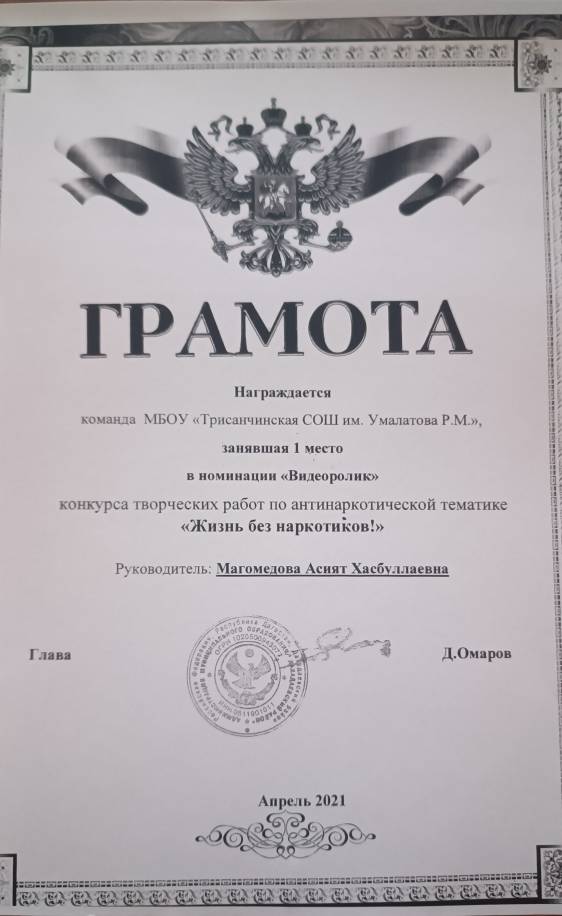 ГРАМОТА
Награждается
команда МБОУ «Трисанчинская СОШ им. Умалатова Р.М.»,
занявшая 1 место
в номинации «Видеоролик»
конкурса творческих работ по антинаркотической тематике
«Жизнь без наркотиков!»
Руководитель: Магомедова Асият Хасбуллаевна
Глава
Д.Омаров
Апрель 2021